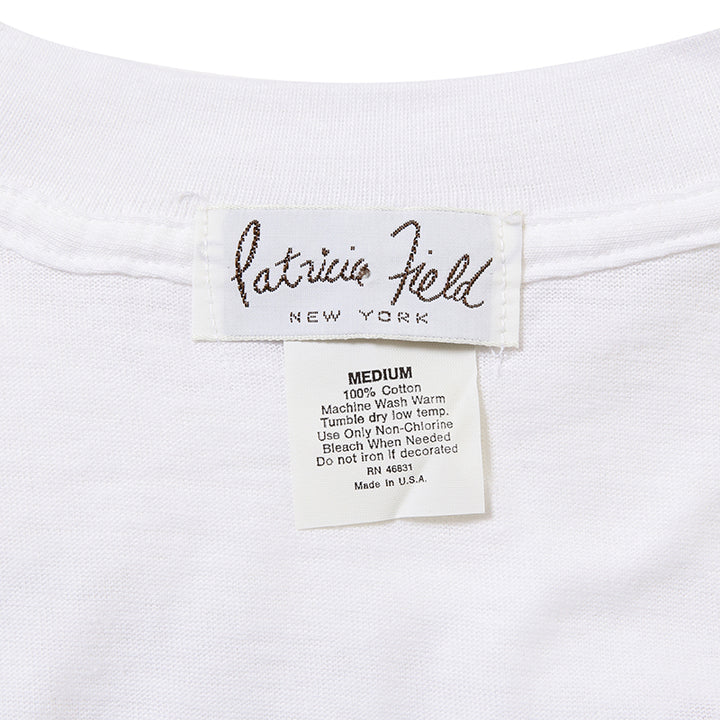 Patricia Field
NEW YORK
MEDIUM
100% Cotton
Machine Wash Warm
Tumble dry low temp.
Use Only Non-Chlorine
Bleach When Needed
Do not iron if decorated
RN 46831
Made in U.S.A.